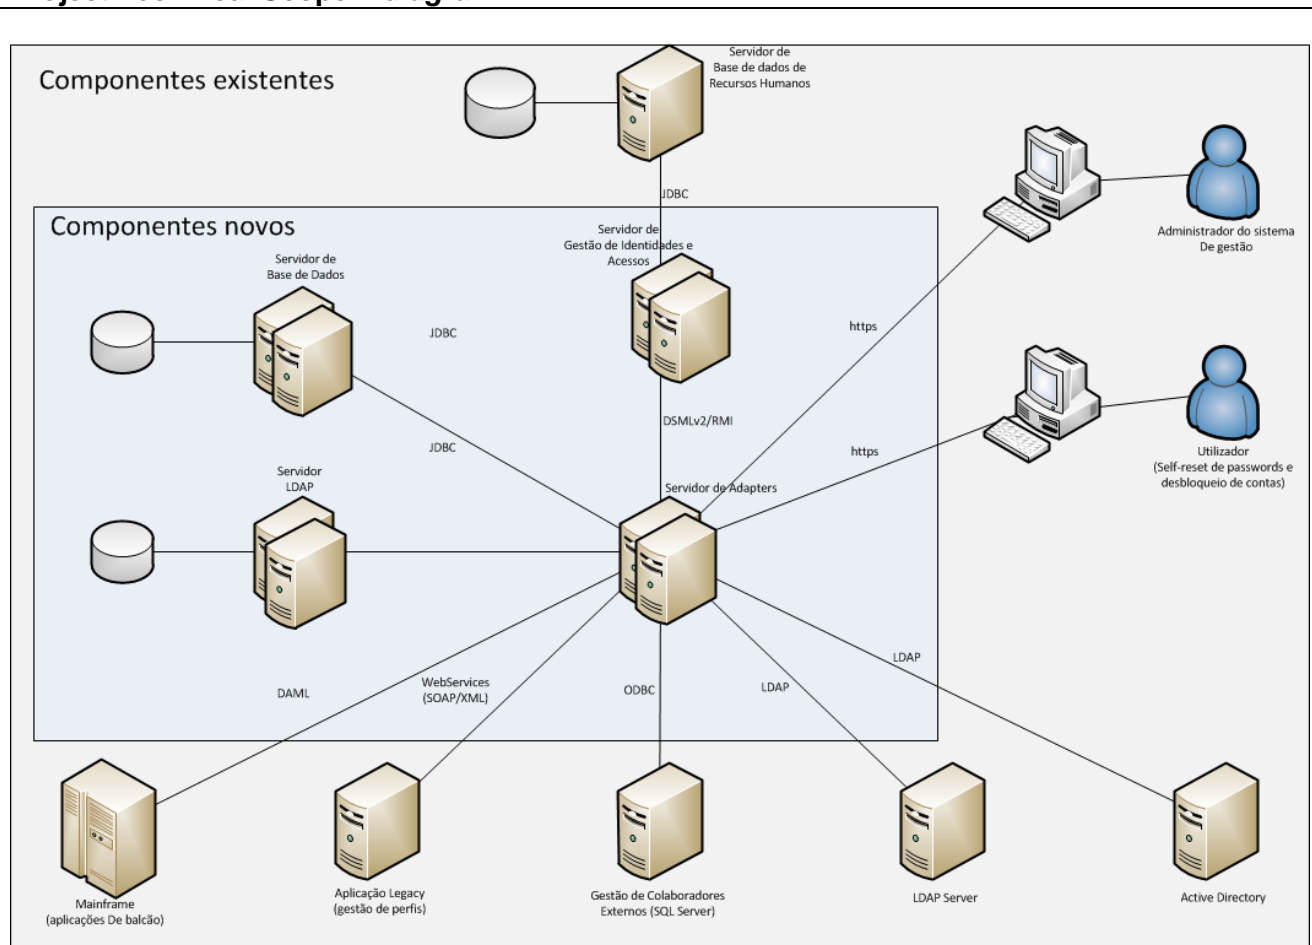 Componentes existentes
Servidor de
Base de dados de
Recursos Humanos
JDBC
Componentes novos
Servidor de
Gestão de Identidades e
Acessos
Servidor de
Base de Dados
Administrador do sistema
De gestão
JDBC
https
DSMLv2/RMI
JDBC
https
Utilizador
(Self-reset de passwords e
desbloqueio de contas)
Servidor
LDAP
Servidor de Adapters
LDAP
DAML
WebServices
(SOAP/XML)
ODBC
LDAP
Mainframe
(aplicações De balcão)
Aplicação Legacy
(gestão de perfis)
Gestão de Colaboradores
Externos (SQL Server)
LDAP Server
Active Directory